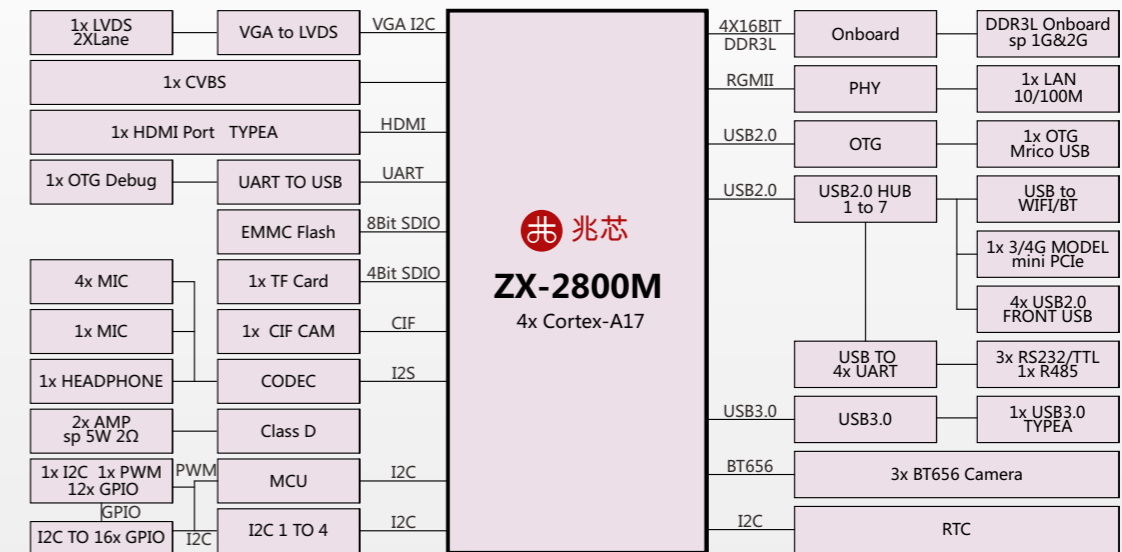 1x LVDS
2XLane
VGA to LVDS
VGA I2C
1x CVBS
1x HDMI Port TYPEA
HDMI
1x OTG Debug
UART TO USB
UART
EMMC Flash
8Bit SDIO
4x MIC
1x TF Card
4Bit SDIO
1x MIC
1x CIF CAM
CIF
1x HEADPHONE
CODEC
I2S
2x AMP
sp 5W 2Ω
Class D
1x I2C 1x PWM
12x GPIO
PWM
MCU
I2C
GPIO
I2C TO 16x GPIO
I2C
I2C 1 TO 4
I2C
兆芯
ZX-2800M
4x Cortex-A17
4X16BIT
DDR3L
Onboard
DDR3L Onboard
sp 1G&2G
RGMII
PHY
1x LAN
10/100M
USB2.0
OTG
1x OTG
Mrico USB
USB2.0
USB2.0 HUB
1 to 7
USB to
WIFI/BT
1x 3/4G MODEL
mini PCIe
4x USB2.0
FRONT USB
USB TO
4x UART
3x RS232/TTL
1x R485
USB3.0
USB3.0
1x USB3.0
TYPEA
BT656
3x BT656 Camera
I2C
RTC